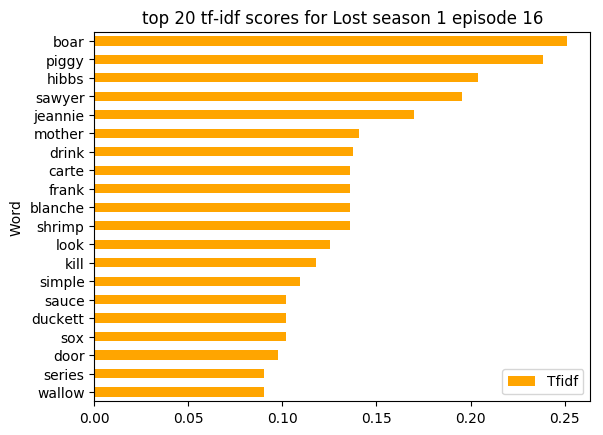 top 20 tf-idf scores for Lost season 1 episode 16
boar
piggy
hibbs
sawyer
jeannie
mother
drink
carte
frank
blanche
shrimp
look
kill
simple
sauce
duckett
sox
door
series
wallow
Word
Tfidf
0.00 0.05 0.10 0.15 0.20 0.25